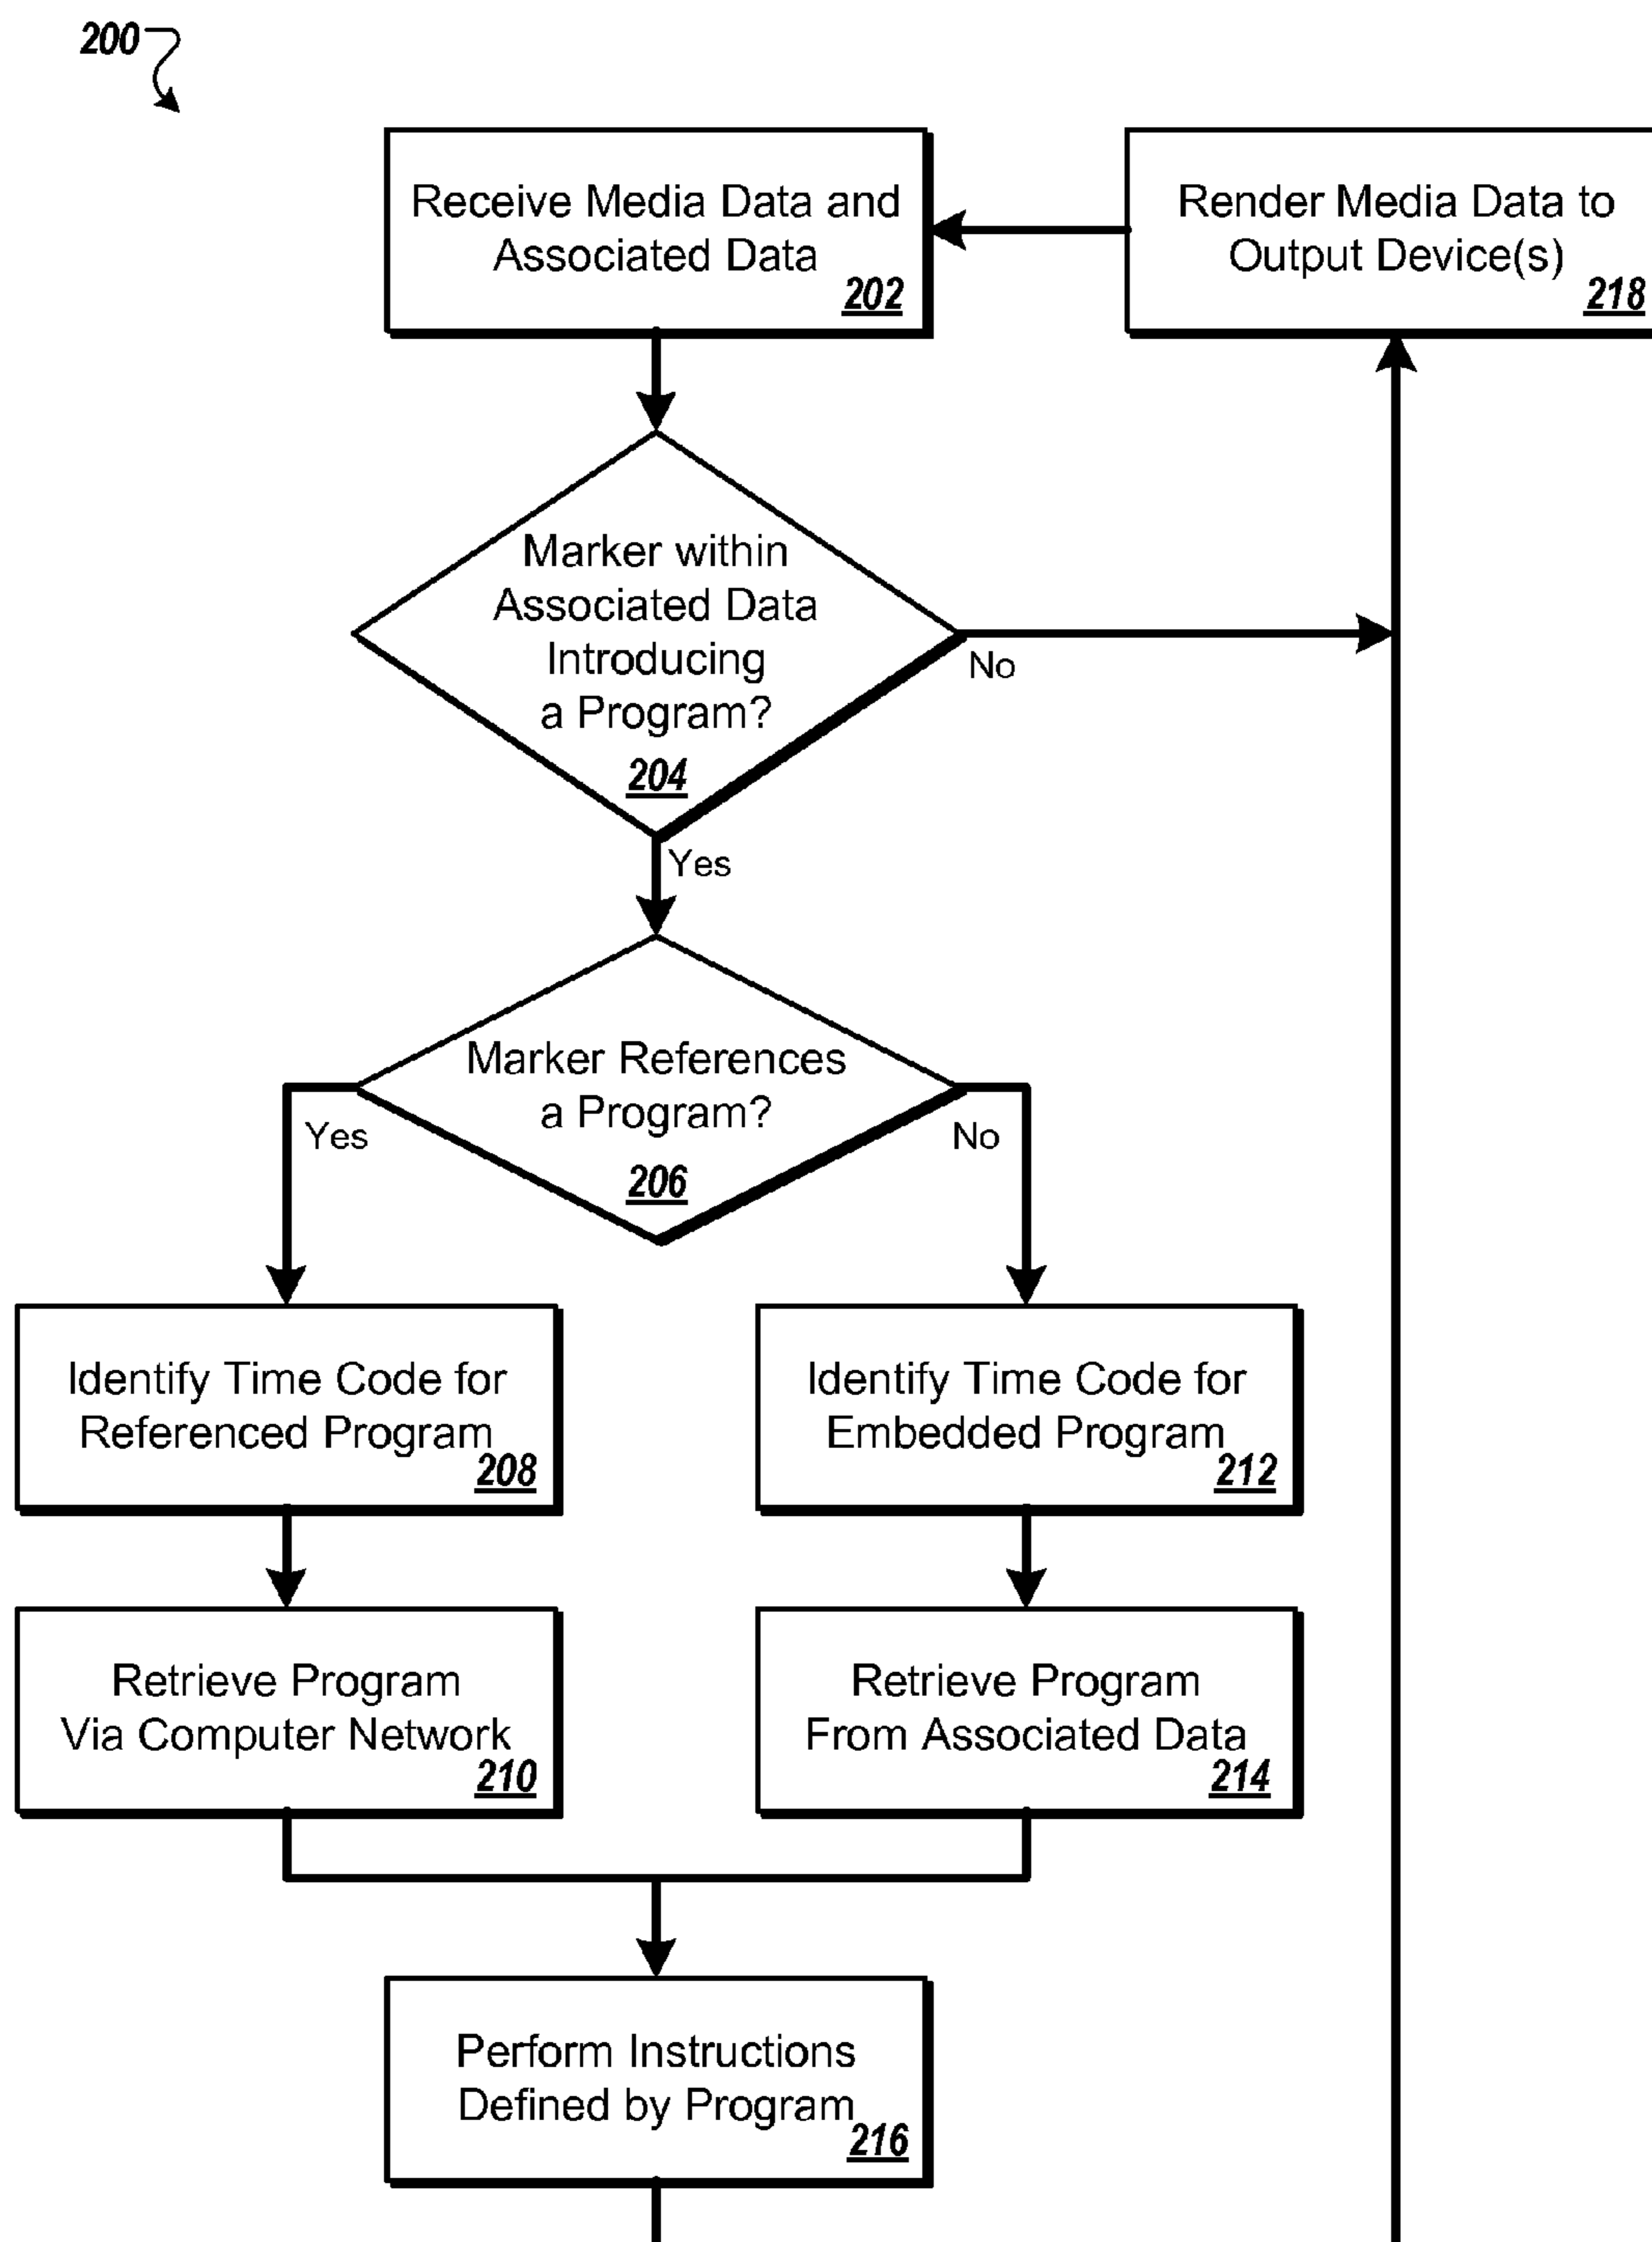 200
Receive Media Data and
Associated Data
202
Render Media Data to
Output Device(s)
218
Marker within
Associated Data
Introducing
a Program?
204
No
Yes
Marker References
a Program?
206
Yes
No
Identify Time Code for
Referenced Program
208
Identify Time Code for
Embedded Program
212
Retrieve Program
Via Computer Network
210
Retrieve Program
From Associated Data
214
Perform Instructions
Defined by Program
216